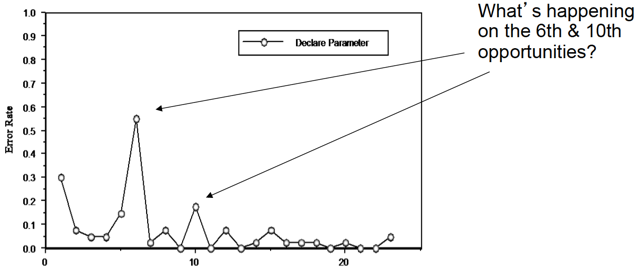 What's happening
on the 6th & 10th
opportunities?
Declare Parameter
Error Rate
1.0
0.9
0.8
0.7
0.6
0.5
0.4
0.3
0.2
0.1
0.0
0
10
20